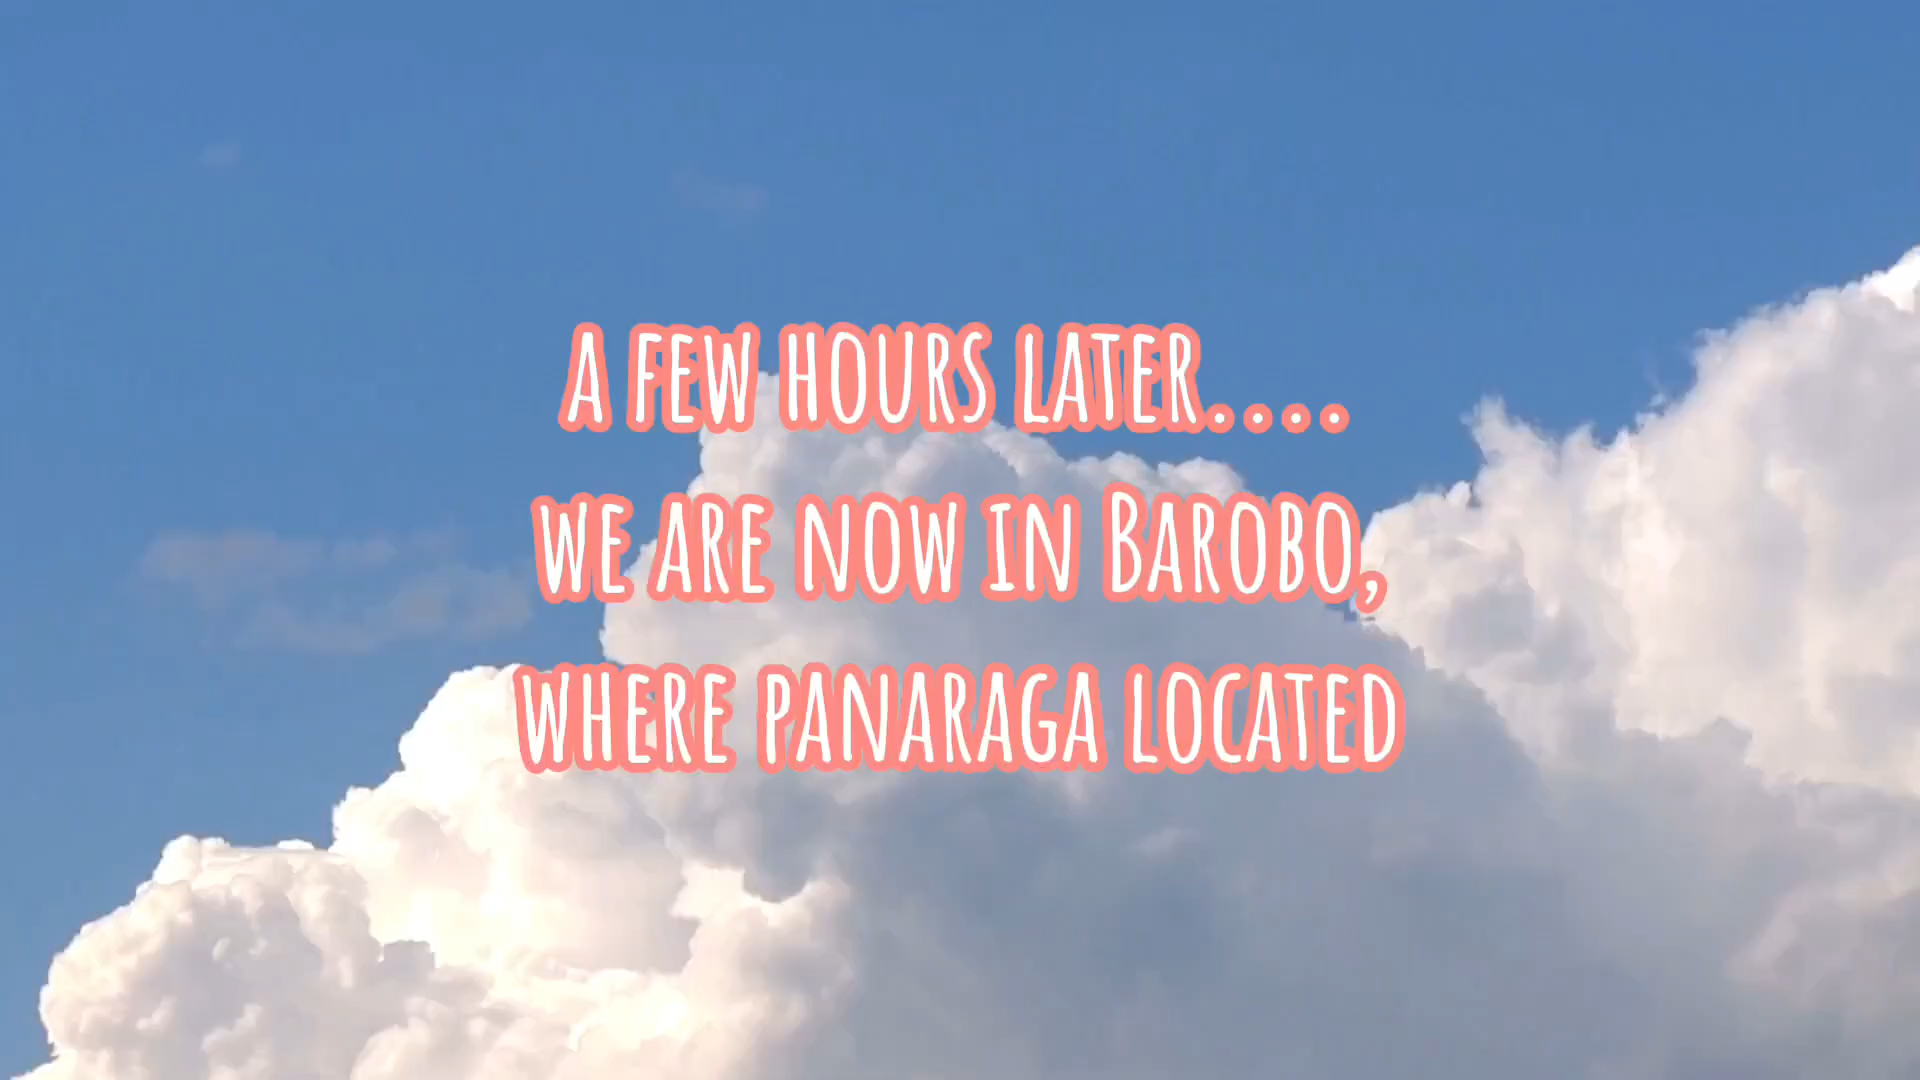 A FEW HOURS LATER....
WE ARE NOW IN BAROBO,
WHERE PANARAGA LOCATED